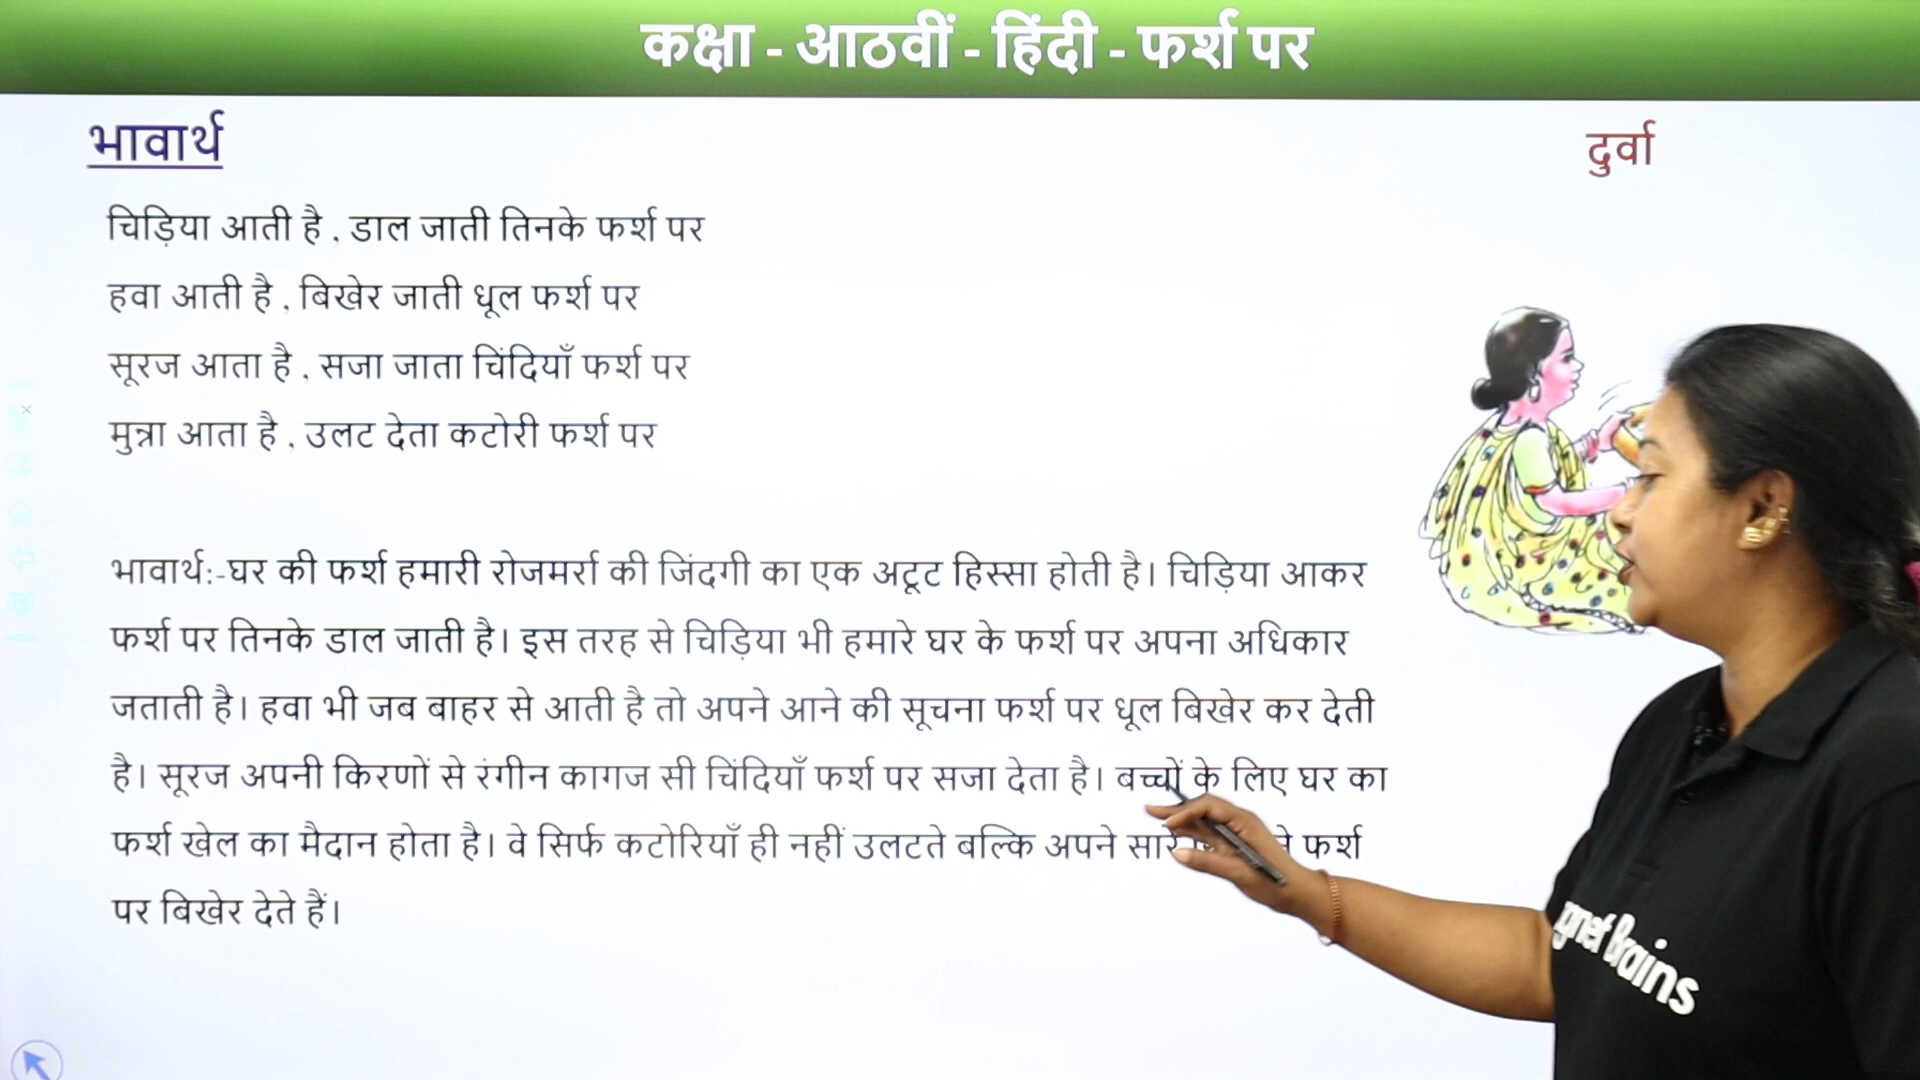 कक्षा - आठवीं - हिंदी - फर्श पर
भावार्थ
दुर्वा
चिड़िया आती है , डाल जाती तिनके फर्श पर
हवा आती है , बिखेर जाती धूल फर्श पर
सूरज आता है , सजा जाता चिंदियाँ फर्श पर
मुन्ना आता है , उलट देता कटोरी फर्श पर
भावार्थ:-घर की फर्श हमारी रोजमर्रा की जिंदगी का एक अटूट हिस्सा होती है। चिड़िया आकर
फर्श पर तिनके डाल जाती है। इस तरह से चिड़िया भी हमारे घर के फर्श पर अपना अधिकार
जताती है। हवा भी जब बाहर से आती है तो अपने आने की सूचना फर्श पर धूल बिखेर कर देती
है। सूरज अपनी किरणों से रंगीन कागज सी चिंदियाँ फर्श पर सजा देता है। बच्चों के लिए घर का
फर्श खेल का मैदान होता है। वे सिर्फ कटोरियाँ ही नहीं उलटते बल्कि अपने सारे फर्श
पर बिखेर देते हैं।
gnet Brains